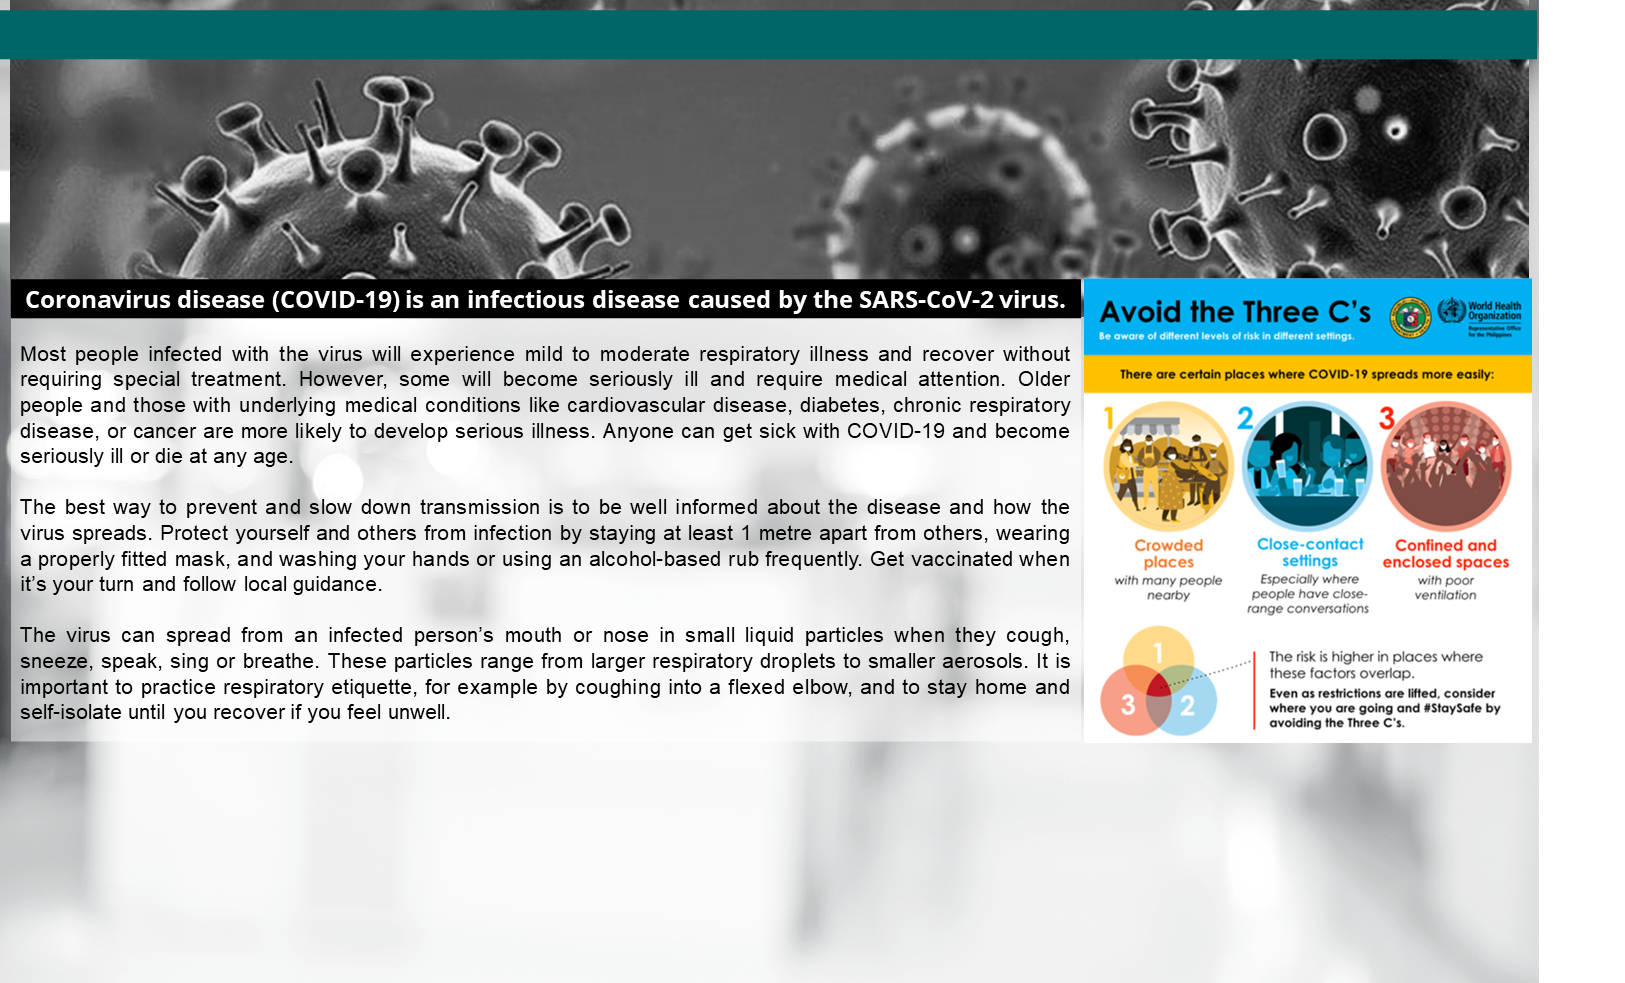 Coronavirus disease (COVID-19) is an infectious disease caused by the SARS-CoV-2 virus.
Most people infected with the virus will experience mild to moderate respiratory illness and recover without
requiring special treatment. However, some will become seriously ill and require medical attention. Older
people and those with underlying medical conditions like cardiovascular disease, diabetes, chronic respiratory
disease, or cancer are more likely to develop serious illness. Anyone can get sick with COVID-19 and become
seriously ill or die at any age.
The best way to prevent and slow down transmission is to be well informed about the disease and how the
virus spreads. Protect yourself and others from infection by staying at least 1 metre apart from others, wearing
a properly fitted mask, and washing your hands or using an alcohol-based rub frequently. Get vaccinated when
it’s your turn and follow local guidance.
The virus can spread from an infected person’s mouth or nose in small liquid particles when they cough,
sneeze, speak, sing or breathe. These particles range from larger respiratory droplets to smaller aerosols. It is
important to practice respiratory etiquette, for example by coughing into a flexed elbow, and to stay home and
self-isolate until you recover if you feel unwell.
Avoid the Three C’s
Be aware of different levels of risk in different settings.
World Health
Organization
Representative Office
for the Philippines
There are certain places where COVID-19 spreads more easily:
1
Crowded
places
with many people
nearby
2
Close-contact
settings
Especially where
people have close-
range conversations
3
Confined and
enclosed spaces
with poor
ventilation
1
3
2
The risk is higher in places where
these factors overlap.
Even as restrictions are lifted, consider
where you are going and #StaySafe by
avoiding the Three C’s.